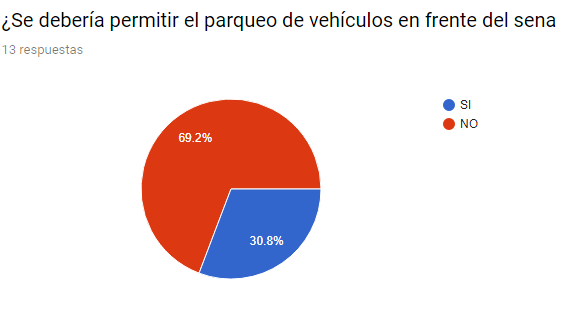 ¿Se debería permitir el parqueo de vehículos en frente del sena
13 respuestas
SI
NO
69.2%
30.8%